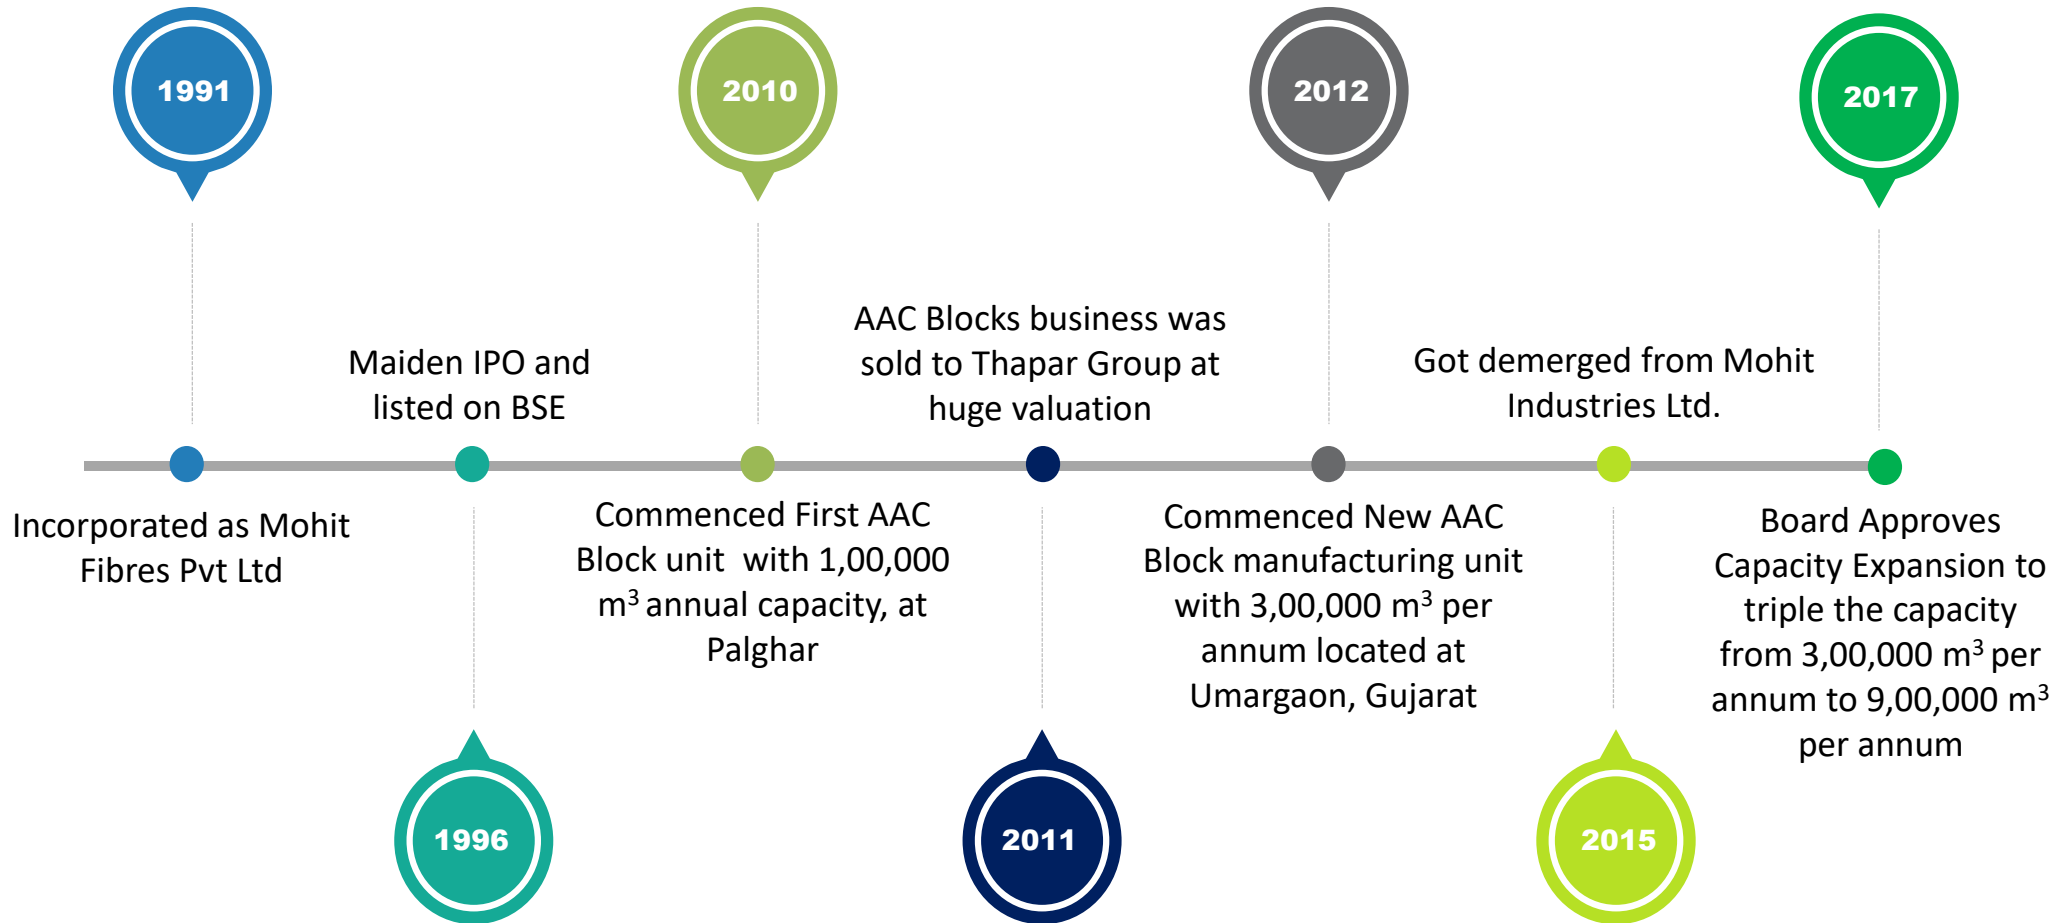 1991
Incorporated as Mohit
Fibres Pvt Ltd
Maiden IPO and
listed on BSE
1996
2010
Commenced First AAC
Block unit with 1,00,000
m³ annual capacity, at
Palghar
AAC Blocks business was
sold to Thapar Group at
huge valuation
2011
2012
Commenced New AAC
Block manufacturing unit
with 3,00,000 m³ per
annum located at
Umargaon, Gujarat
Got demerged from Mohit
Industries Ltd.
2015
2017
Board Approves
Capacity Expansion to
triple the capacity
from 3,00,000 m³ per
annum to 9,00,000 m³
per annum